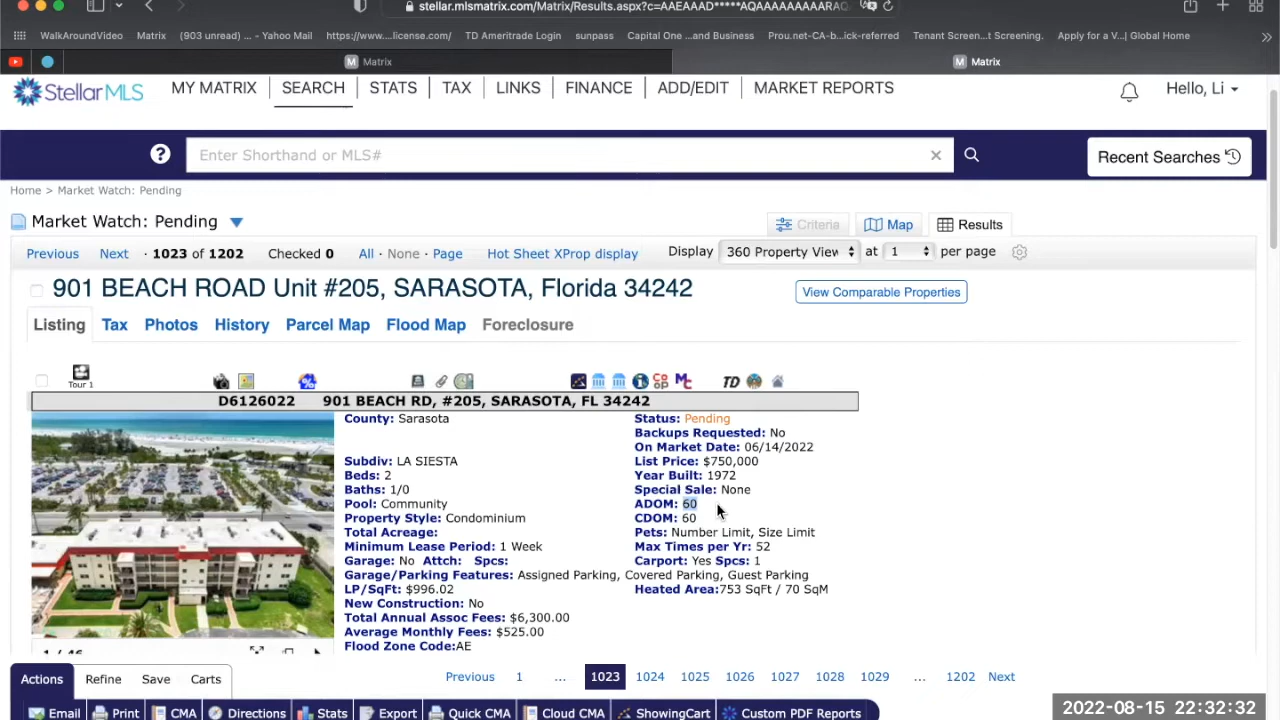 stellar.mlsmatrix.com/Matrix/Results.aspx?c=AAEAAAD*****AQAAAAAAAAARAQ
WalkAroundVideo Matrix (903 unread) ... - Yahoo Mail https://www....license.com/ TD Ameritrade Login sunpass Capital One ...and Business Prou.net-CA-b...ick-referred Tenant Screen...t Screening. Apply for a V...| Global Home
Matrix Matrix
StellarMLS MY MATRIX SEARCH STATS TAX LINKS FINANCE ADD/EDIT MARKET REPORTS Hello, Li
? Enter Shorthand or MLS# Recent Searches
Home > Market Watch: Pending
Market Watch: Pending Criteria Map Results
Previous Next · 1023 of 1202 Checked 0 All · None · Page Hot Sheet XProp display Display 360 Property View at 1 per page
901 BEACH ROAD Unit #205, SARASOTA, Florida 34242 View Comparable Properties
Listing Tax Photos History Parcel Map Flood Map Foreclosure
Tour 1 TD
D6126022 901 BEACH RD, #205, SARASOTA, FL 34242
County: Sarasota Status: Pending
Backups Requested: No
On Market Date: 06/14/2022
Subdiv: LA SIESTA List Price: $750,000
Beds: 2 Year Built: 1972
Baths: 1/0 Special Sale: None
Pool: Community ADOM: 60
Property Style: Condominium CDOM: 60
Total Acreage: Pets: Number Limit, Size Limit
Minimum Lease Period: 1 Week Max Times per Yr: 52
Garage: No Attch: Spcs: Carport: Yes Spcs: 1
Garage/Parking Features: Assigned Parking, Covered Parking, Guest Parking
LP/SqFt: $996.02 Heated Area:753 SqFt / 70 SqM
New Construction: No
Total Annual Assoc Fees: $6,300.00
Average Monthly Fees: $525.00
Flood Zone Code:AE
1 / 46
Previous 1 ... 1023 1024 1025 1026 1027 1028 1029 ... 1202 Next
Actions Refine Save Carts
Email Print CMA Directions Stats Export Quick CMA Cloud CMA ShowingCart Custom PDF Reports
2022-08-15 22:32:32